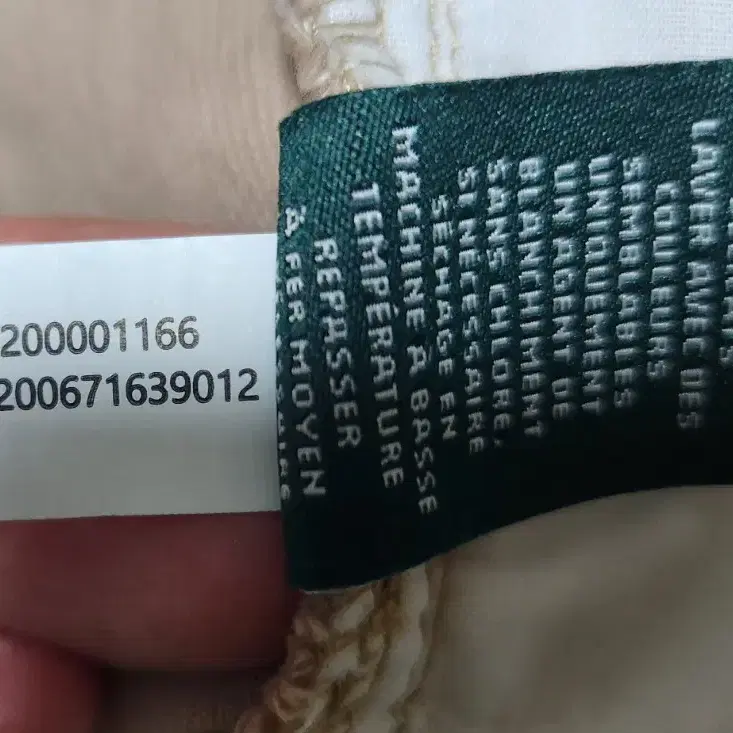 200001166
200671639012
LAVER AVEC DES
COULEURS
SEMBLABLES
UNIQUEMENT
UN AGENT DE
BLANCHIMENT
SANS CHLORE,
SI NÉCESSAIRE
SÉCHAGE EN
MACHINE À BASSE
TEMPÉRATURE
REPASSER
À FER MOYEN